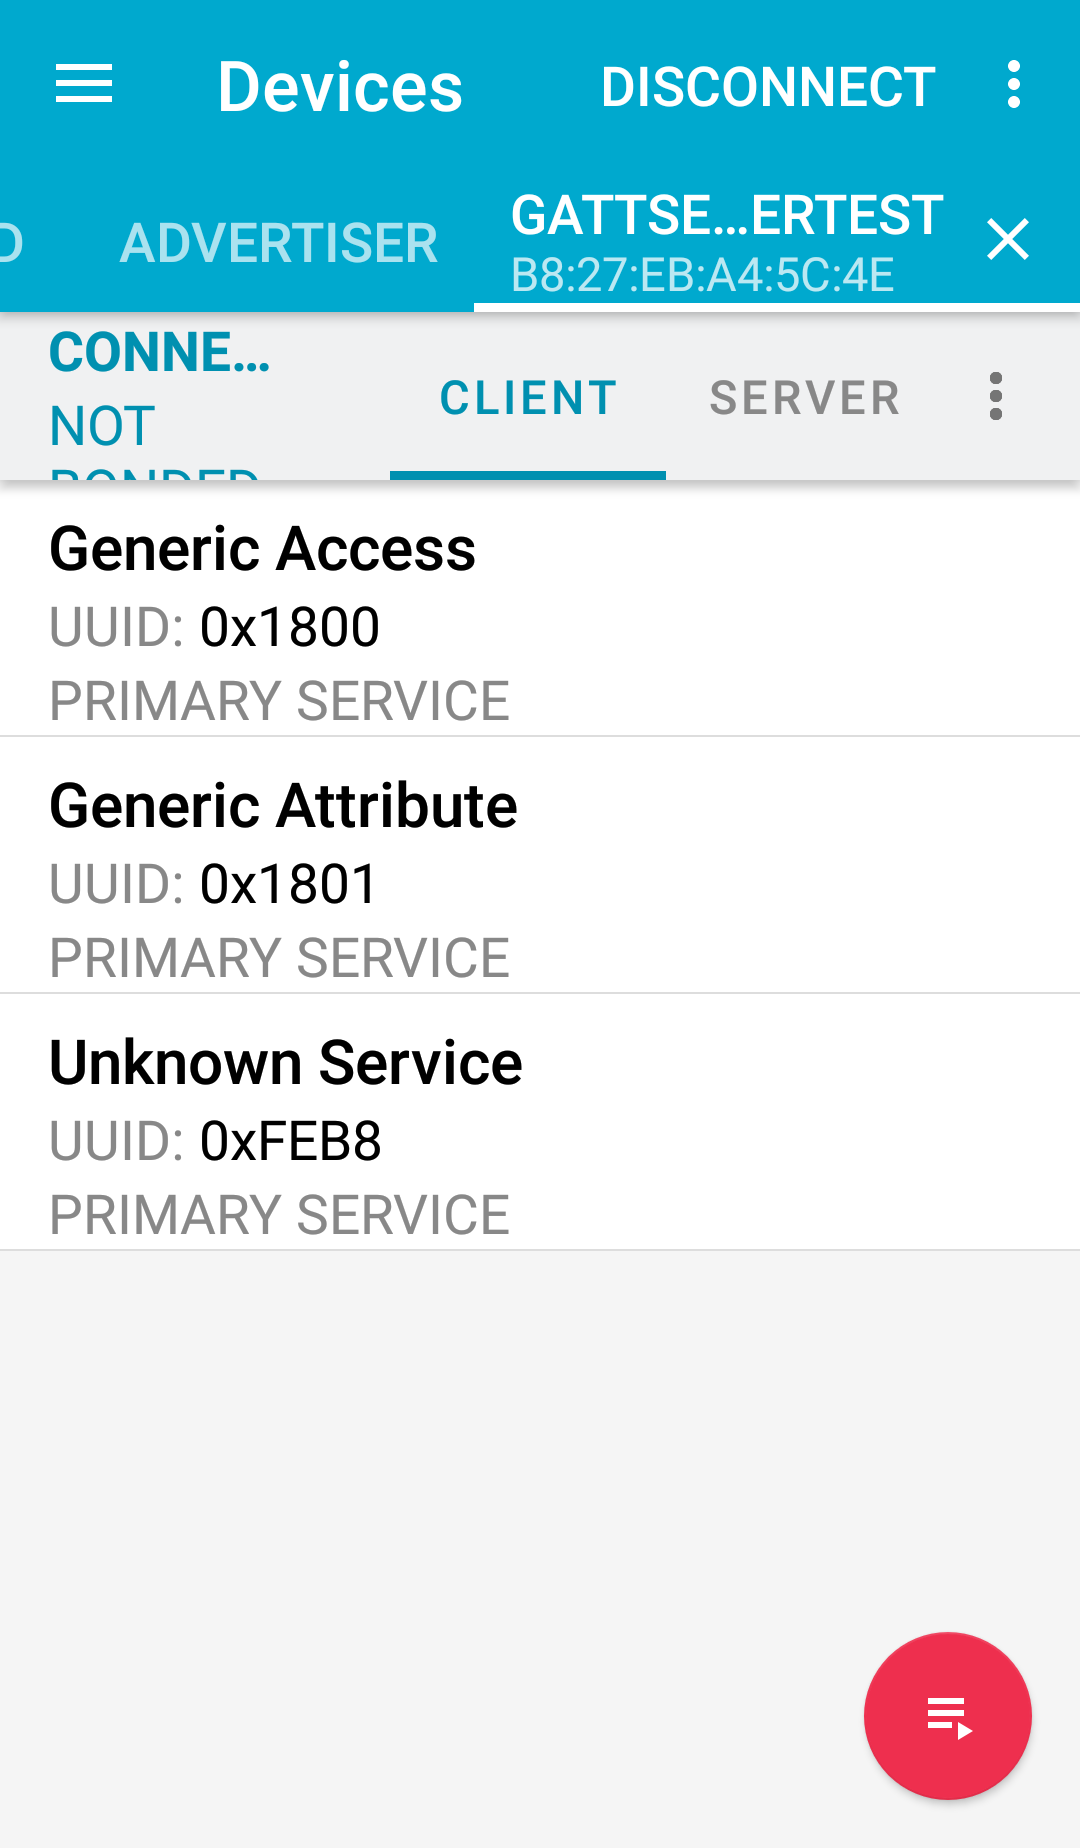 Devices DISCONNECT
D ADVERTISER GATTSE...ERTEST
B8:27:EB:A4:5C:4E
CONNE...
NOT
BONDED
CLIENT SERVER
Generic Access
UUID: 0x1800
PRIMARY SERVICE
Generic Attribute
UUID: 0x1801
PRIMARY SERVICE
Unknown Service
UUID: 0xFEB8
PRIMARY SERVICE